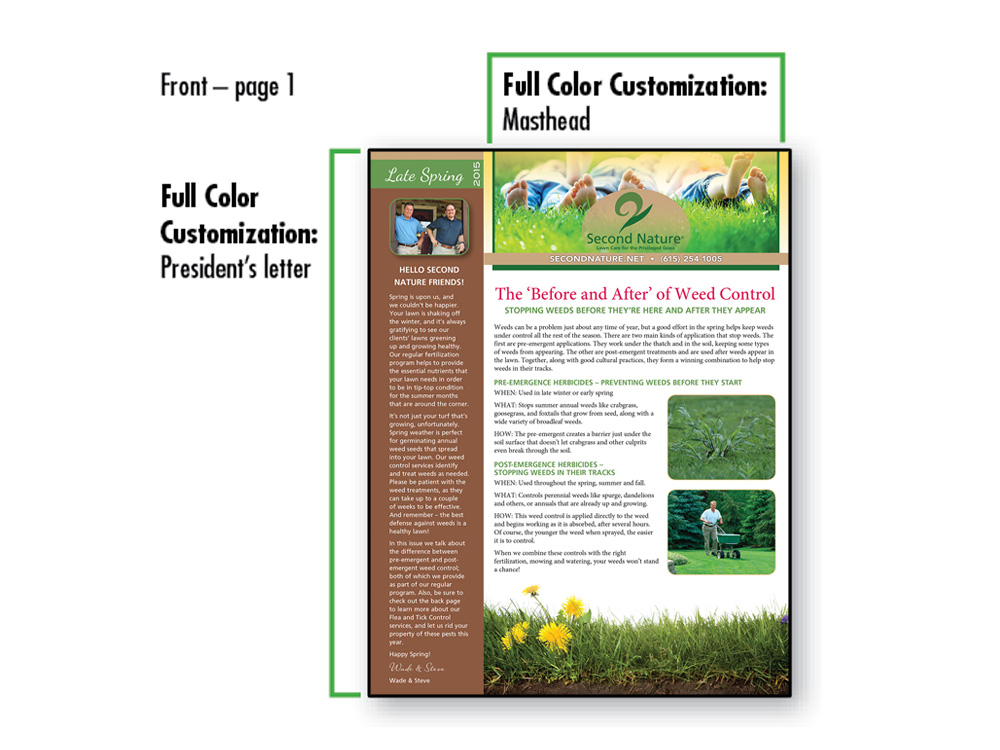 Front – page 1
Full Color Customization:
Masthead
Full Color
Customization:
President's letter
Late Spring
2015
HELLO SECOND
NATURE FRIENDS!
Spring is upon us, and
we couldn't be happier.
Your lawn is shaking off
the winter, and it's always
gratifying to see our
clients' lawns greening
up and growing healthy.
Our regular fertilization
program helps to provide
the essential nutrients that
your lawn needs in order
to be in tip-top condition
for the summer months
that are around the corner.
It's not just your turf that's
growing, unfortunately.
Spring weather is perfect
for germinating annual
weed seeds that spread
into your lawn. Our weed
control services identify
and treat weeds as needed.
Please be patient with the
weed treatments, as they
can take up to a couple
of weeks to be effective.
And remember – the best
defense against weeds is a
healthy lawn!
In this issue we talk about
the difference between
pre-emergent and post-
emergent weed control;
both of which we provide
as part of our regular
program. Also, be sure to
check out the back page
to learn more about our
Flea and Tick Control
services, and let us rid your
property of these pests this
year.
Happy Spring!
Wade & Steve
Wade & Steve
Second Nature®
Lawn Care for the Privileged Grass
SECONDNATURE.NET • (615) 254-1005
The 'Before and After' of Weed Control
STOPPING WEEDS BEFORE THEY'RE HERE AND AFTER THEY APPEAR
Weeds can be a problem just about any time of year, but a good effort in the spring helps keep weeds
under control all the rest of the season. There are two main kinds of application that stop weeds. The
first are pre-emergent applications. They work under the thatch and in the soil, keeping some types
of weeds from appearing. The other are post-emergent treatments and are used after weeds appear in
the lawn. Together, along with good cultural practices, they form a winning combination to help stop
weeds in their tracks.
PRE-EMERGENCE HERBICIDES – PREVENTING WEEDS BEFORE THEY START
WHEN: Used in late winter or early spring
WHAT: Stops summer annual weeds like crabgrass,
goosegrass, and foxtails that grow from seed, along with a
wide variety of broadleaf weeds.
HOW: The pre-emergent creates a barrier just under the
soil surface that doesn't let crabgrass and other culprits
even break through the soil.
POST-EMERGENCE HERBICIDES –
STOPPING WEEDS IN THEIR TRACKS
WHEN: Used throughout the spring, summer and fall.
WHAT: Controls perennial weeds like spurge, dandelions
and others, or annuals that are already up and growing.
HOW: This weed control is applied directly to the weed
and begins working as it is absorbed, after several hours.
Of course, the younger the weed when sprayed, the easier
it is to control.
When we combine these controls with the right
fertilization, mowing and watering, your weeds won't stand
a chance!